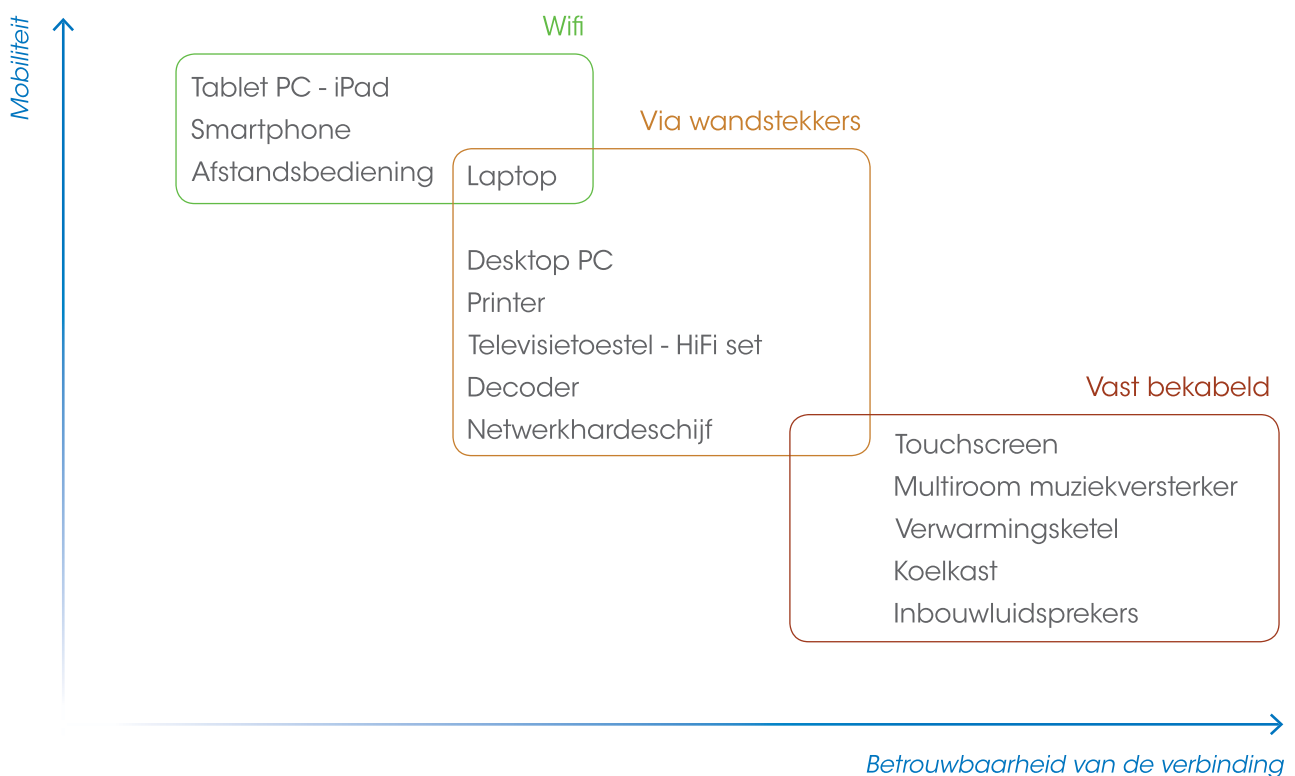 Mobiliteit
Wifi
Tablet PC - iPad
Smartphone
Afstandsbediening
Via wandstekkers
Laptop
Desktop PC
Printer
Televisietoestel - HiFi set
Decoder
Netwerkhardeschijf
Vast bekabeld
Touchscreen
Multiroom muziekversterker
Verwarmingsketel
Koelkast
Inbouwluidsprekers
Betrouwbaarheid van de verbinding